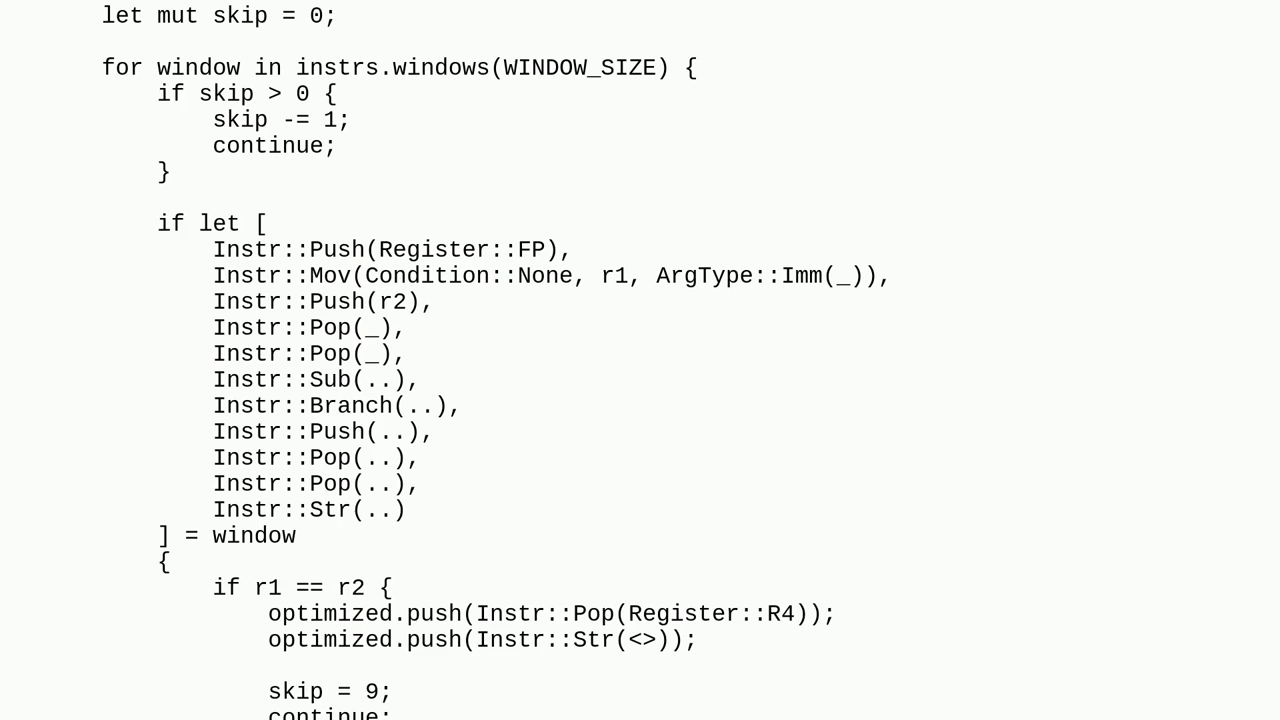 let mut skip = 0;
for window in instrs.windows(WINDOW_SIZE) {
if skip > 0 {
skip -= 1;
continue;
}
if let [
Instr::Push(Register::FP),
Instr::Mov(Condition::None, r1, ArgType::Imm(_)),
Instr::Push(r2),
Instr::Pop(_),
Instr::Pop(_),
Instr::Sub(..),
Instr::Branch(..),
Instr::Push(..),
Instr::Pop(..),
Instr::Pop(..),
Instr::Str(..)
] = window
{
if r1 == r2 {
optimized.push(Instr::Pop(Register::R4));
optimized.push(Instr::Str(<>));
skip = 9;
continue;